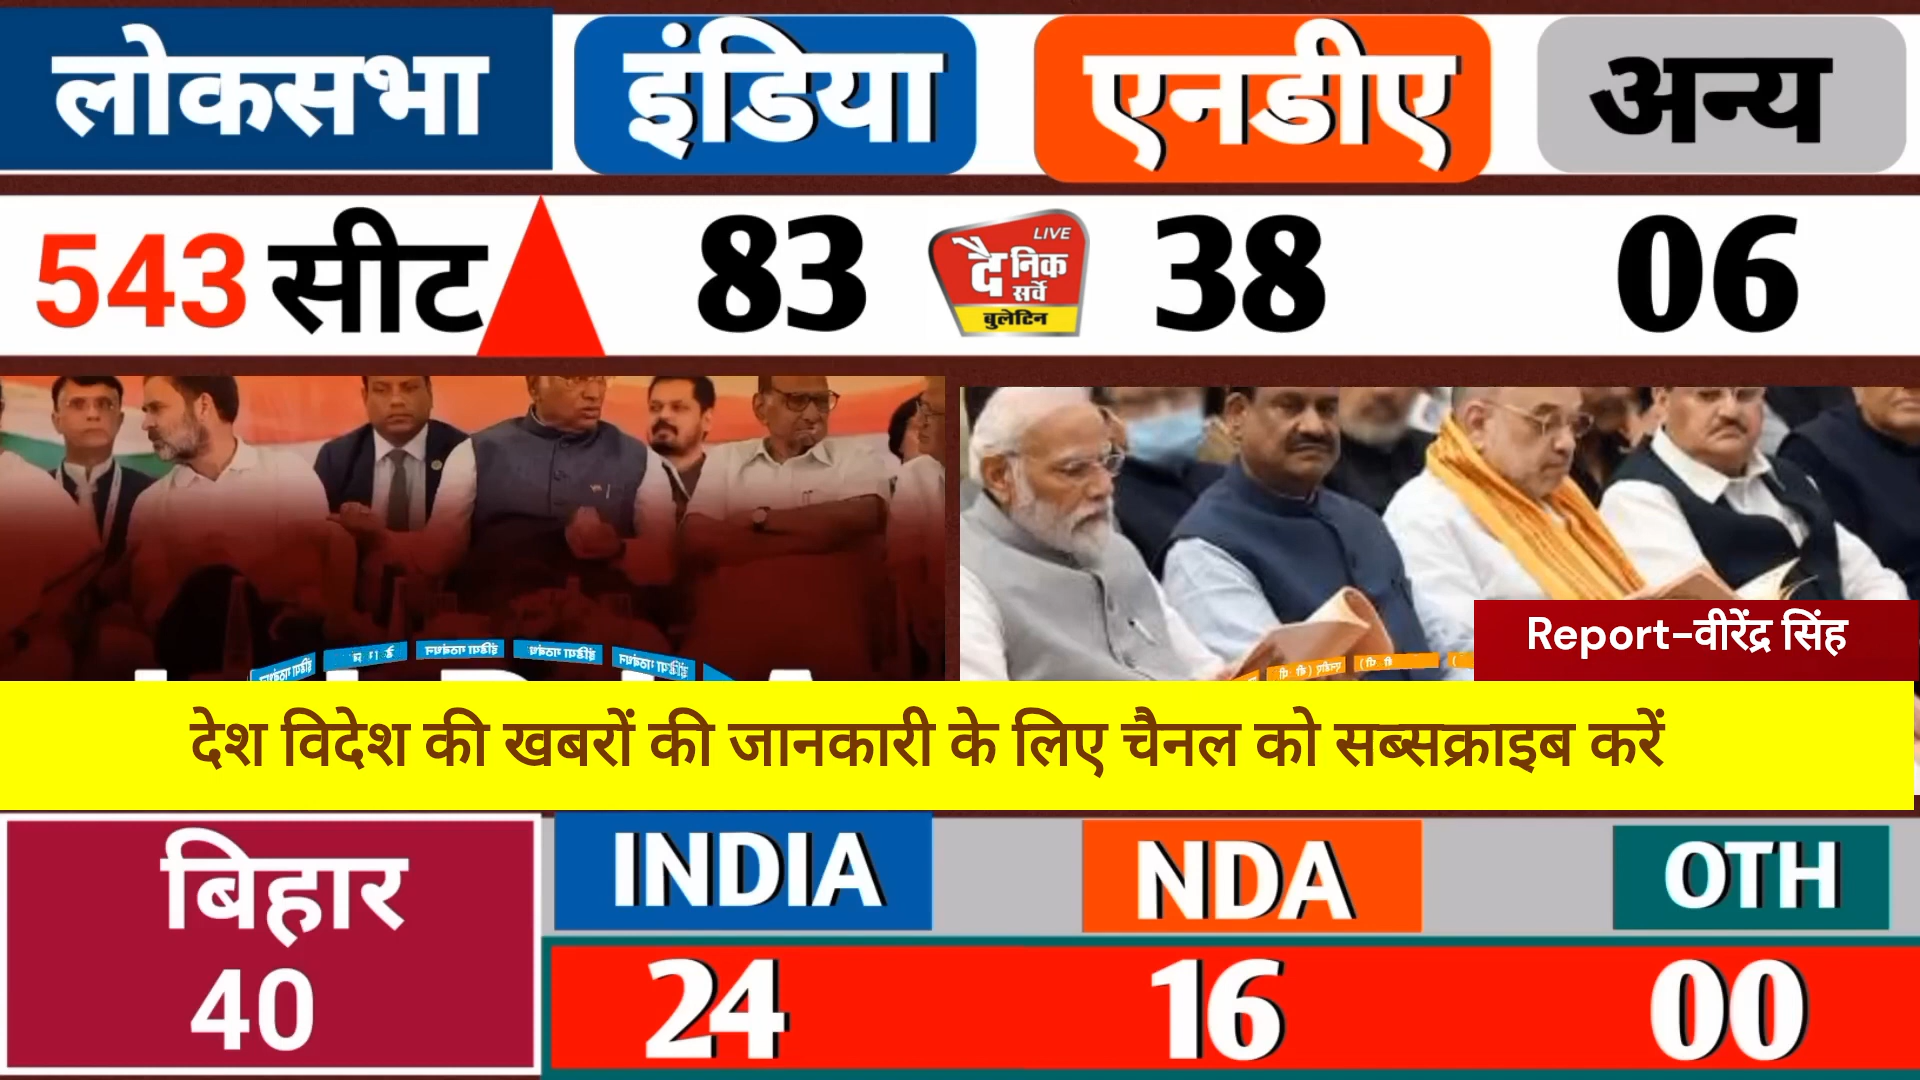 लोकसभा इंडिया एनडीए अन्य
543 सीट 83 38 06
LIVE
दैनिक
सर्वे
बुलेटिन
Report-वीरेंद्र सिंह
देश विदेश की खबरों की जानकारी के लिए चैनल को सब्सक्राइब करें
बिहार INDIA NDA OTH
40 24 16 00